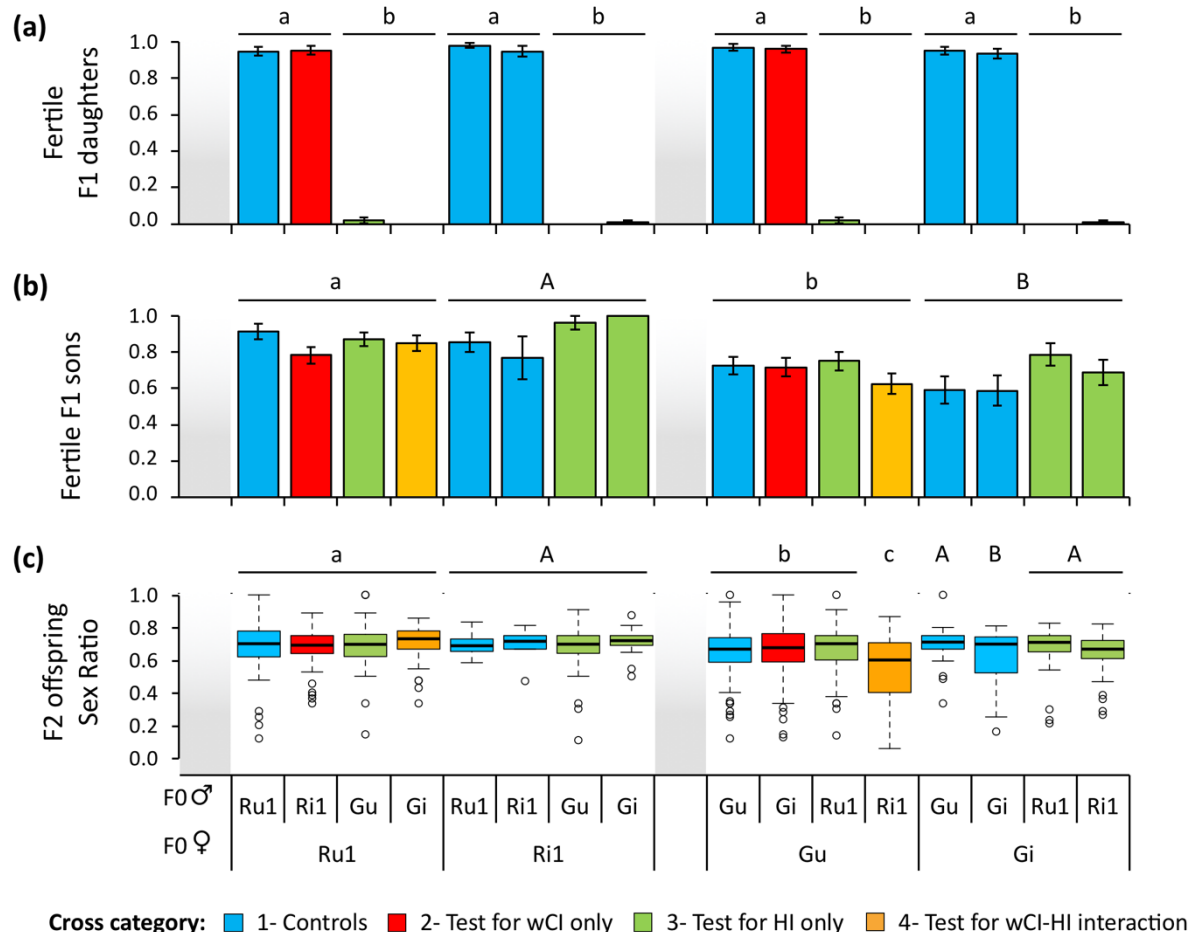 (a)
a b a b a b a b
Fertile
F1 daughters
1.0
0.8
0.6
0.4
0.2
0.0
(b)
a A b B
Fertile F1 sons
1.0
0.8
0.6
0.4
0.2
0.0
(c)
a A b c A B A
F2 offspring
Sex Ratio
1.0
0.8
0.6
0.4
0.2
0.0
F0♂ Ru1 Ri1 Gu Gi Ru1 Ri1 Gu Gi Gu Gi Ru1 Ri1 Gu Gi Ru1 Ri1
F0♀ Ru1 Ri1 Gu Gi
Cross category: 1- Controls 2- Test for wCI only 3- Test for HI only 4- Test for wCI-HI interaction